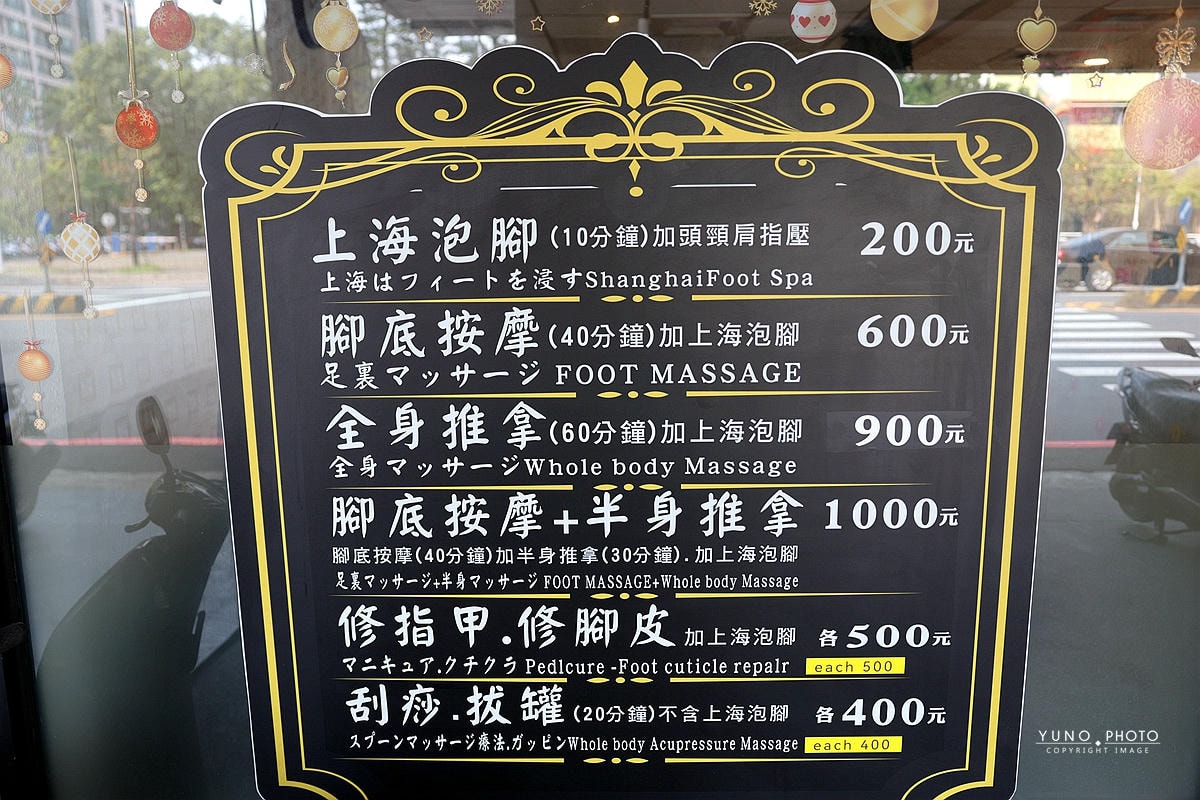 上海泡腳(10分鐘)加頭頸肩指壓 200元
上海はフィートを浸すShanghaiFoot Spa
腳底按摩(40分鐘)加上海泡腳 600元
足裏マッサージ FOOT MASSAGE
全身推拿(60分鐘)加上海泡腳 900元
全身マッサージWhole body Massage
腳底按摩+半身推拿 1000元
腳底按摩(40分鐘)加半身推拿(30分鐘).加上海泡腳
足裏マッサージ+半身マッサージ FOOT MASSAGE+Whole body Massage
修指甲.修腳皮 加上海泡腳 各500元
マニキュア.クチクラ Pedlcure -Foot cuticle repalr each 500
刮痧.拔罐(20分鐘)不含上海泡腳 各400元
スプーンマッサージ療法.ガッピンWhole body Acupressure Massage each 400
YUNO PHOTO
COPYRIGHT IMAGE